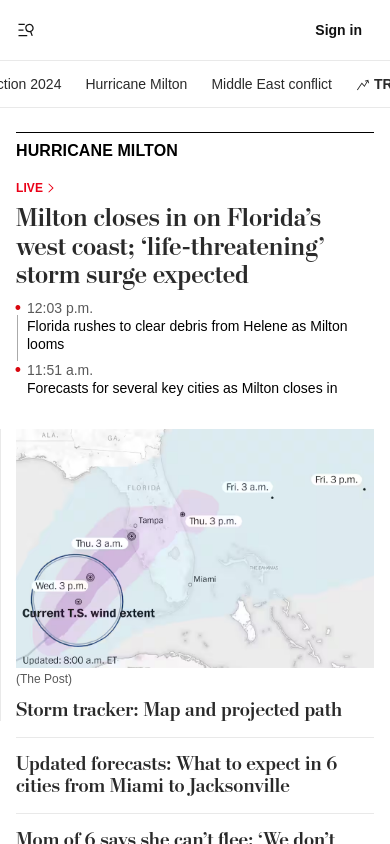 Sign in
ction 2024 Hurricane Milton Middle East conflict TR
HURRICANE MILTON
LIVE
Milton closes in on Florida’s
west coast; ‘life-threatening’
storm surge expected
12:03 p.m.
Florida rushes to clear debris from Helene as Milton
looms
11:51 a.m.
Forecasts for several key cities as Milton closes in
ALA. GA.
FLORIDA
Fri. 3 a.m.
Fri. 3 p.m.
Tampa
Thu. 3 p.m.
Thu. 3 a.m.
THE BAHAMAS
Miami
Wed. 3 p.m.
Current T.S. wind extent
Updated: 8:00 a.m. ET
(The Post)
Storm tracker: Map and projected path
Updated forecasts: What to expect in 6
cities from Miami to Jacksonville
Mom of 6 says she can’t flee: ‘We don’t